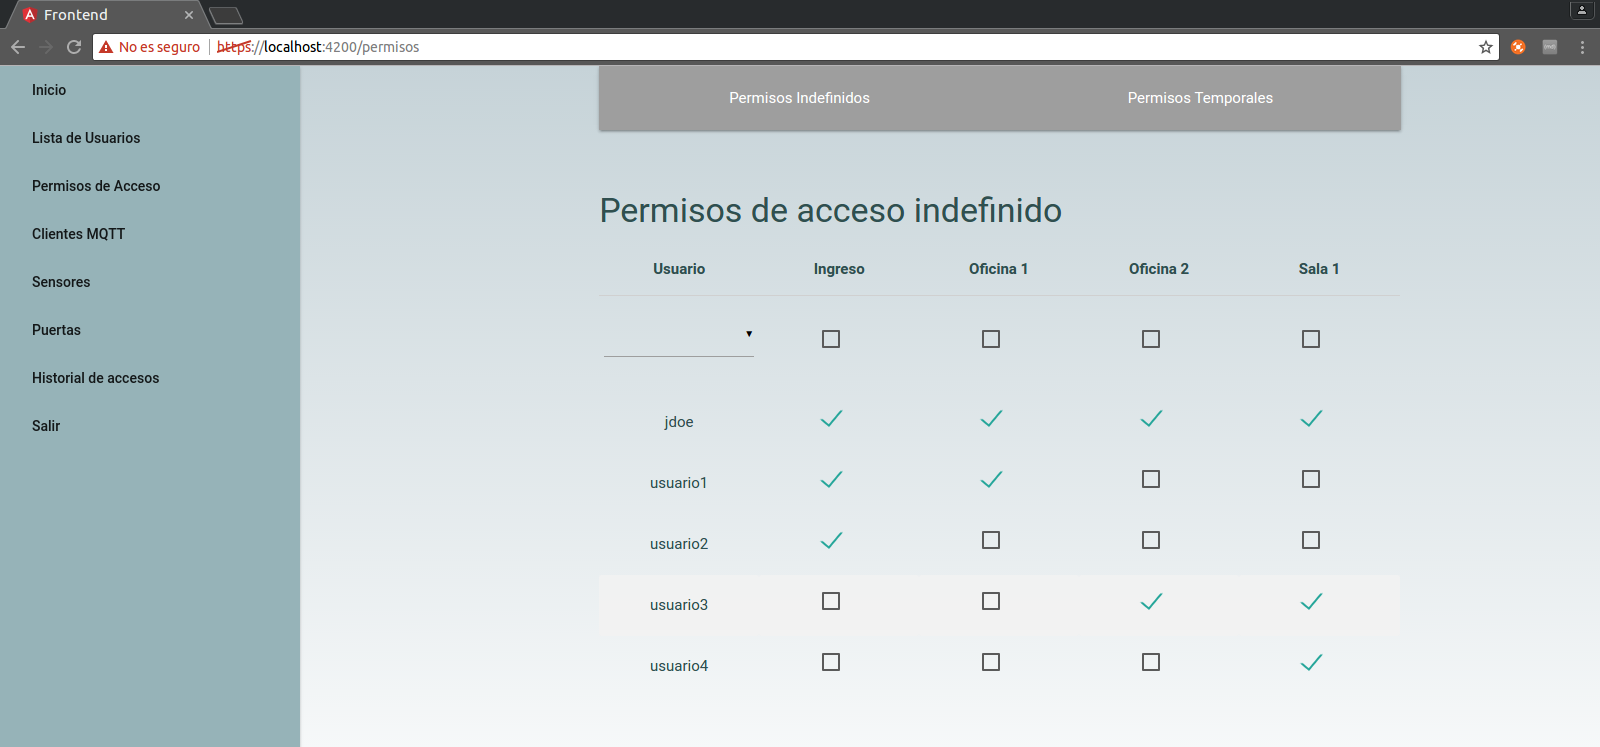 Frontend
No es seguro https://localhost:4200/permisos
Inicio
Lista de Usuarios
Permisos de Acceso
Clientes MQTT
Sensores
Puertas
Historial de accesos
Salir
Permisos Indefinidos Permisos Temporales
Permisos de acceso indefinido
Usuario Ingreso Oficina 1 Oficina 2 Sala 1
jdoe
usuario1
usuario2
usuario3
usuario4